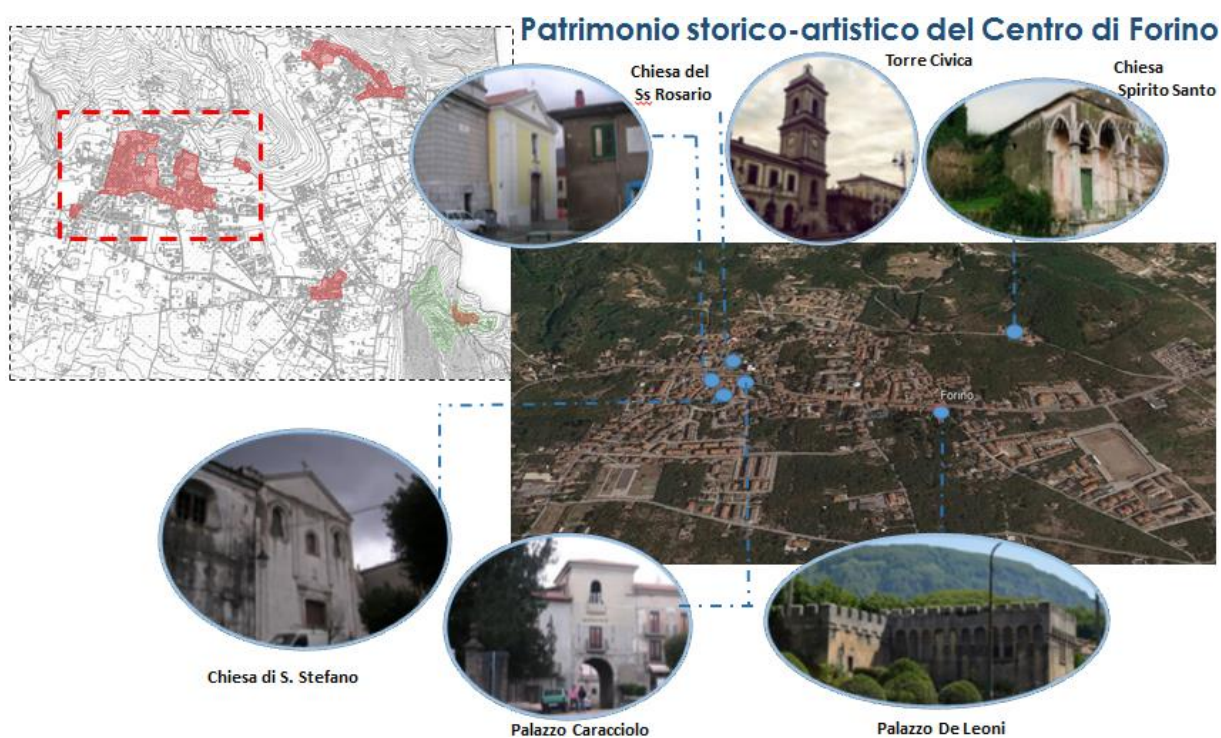 Patrimonio storico-artistico del Centro di Forino
Chiesa del
Ss Rosario
Torre Civica
Chiesa
Spirito Santo
Forino
Chiesa di S. Stefano
Palazzo Caracciolo
Palazzo De Leoni